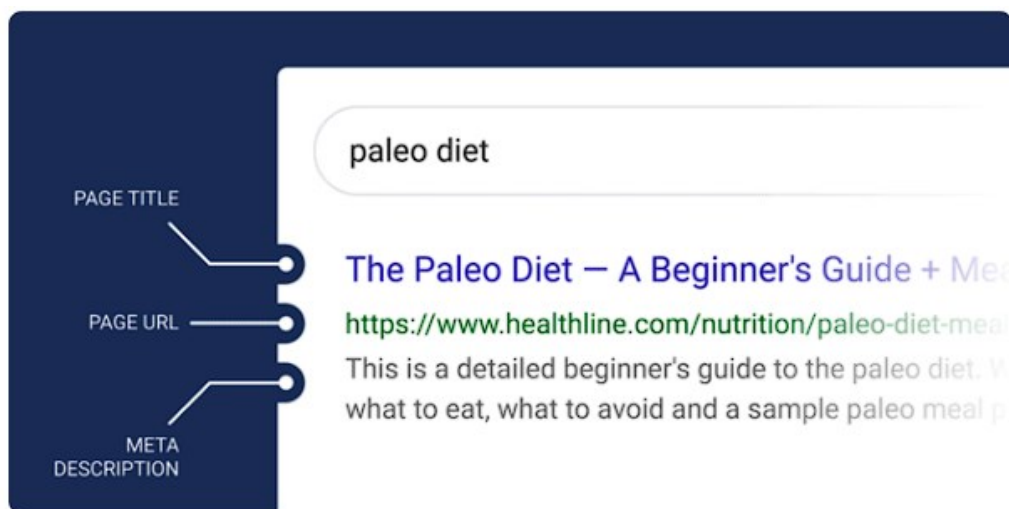 paleo diet
PAGE TITLE
The Paleo Diet — A Beginner's Guide + Mea
PAGE URL
https://www.healthline.com/nutrition/paleo-diet-meal
This is a detailed beginner's guide to the paleo diet. W
what to eat, what to avoid and a sample paleo meal p
META
DESCRIPTION